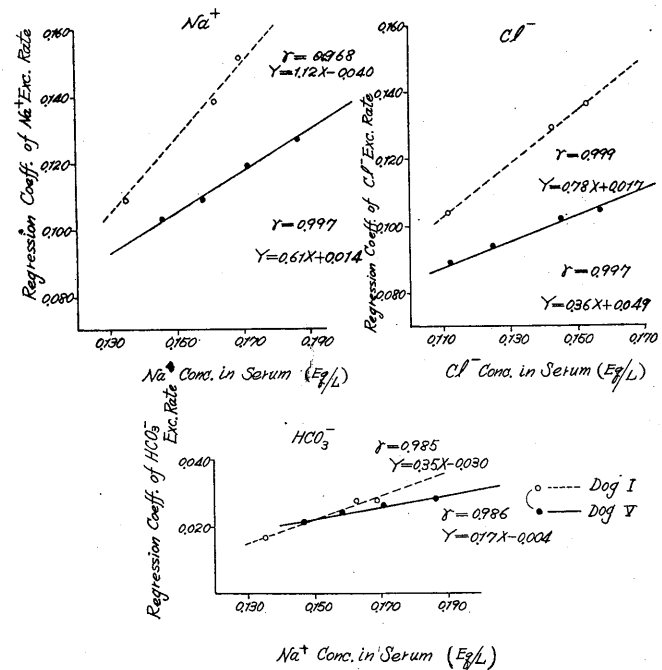 Na⁺
Regression Coeff. of Na⁺ Exc. Rate
0.160
0.140
0.120
0.100
0.080
γ=0.968
Y=1.12X-0.040
γ=0.997
Y=0.61X+0.014
0.130 0.150 0.170 0.190
Na⁺ Conc. in Serum (Eq/L)
Cl⁻
Regression Coeff. of Cl⁻ Exc. Rate
0.160
0.140
0.120
0.100
0.080
γ=0.999
Y=0.78X+0.017
γ=0.997
Y=0.36X+0.049
0.110 0.130 0.150 0.170
Cl⁻ Conc. in Serum (Eq/L)
HCO₃⁻
Regression Coeff. of HCO₃⁻
Exc. Rate
0.040
0.020
γ=0.985
Y=0.35X-0.030
γ=0.986
Y=0.17X-0.004
0.130 0.150 0.170 0.190
Na⁺ Conc. in Serum (Eq/L)
Dog I
Dog V